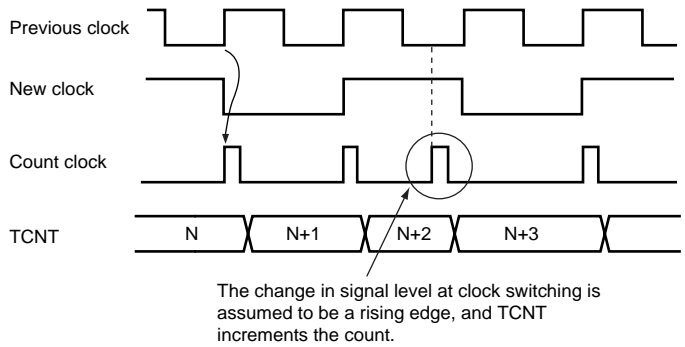 Previous clock
New clock
Count clock
TCNT
N
N+1
N+2
N+3
The change in signal level at clock switching is
assumed to be a rising edge, and TCNT
increments the count.